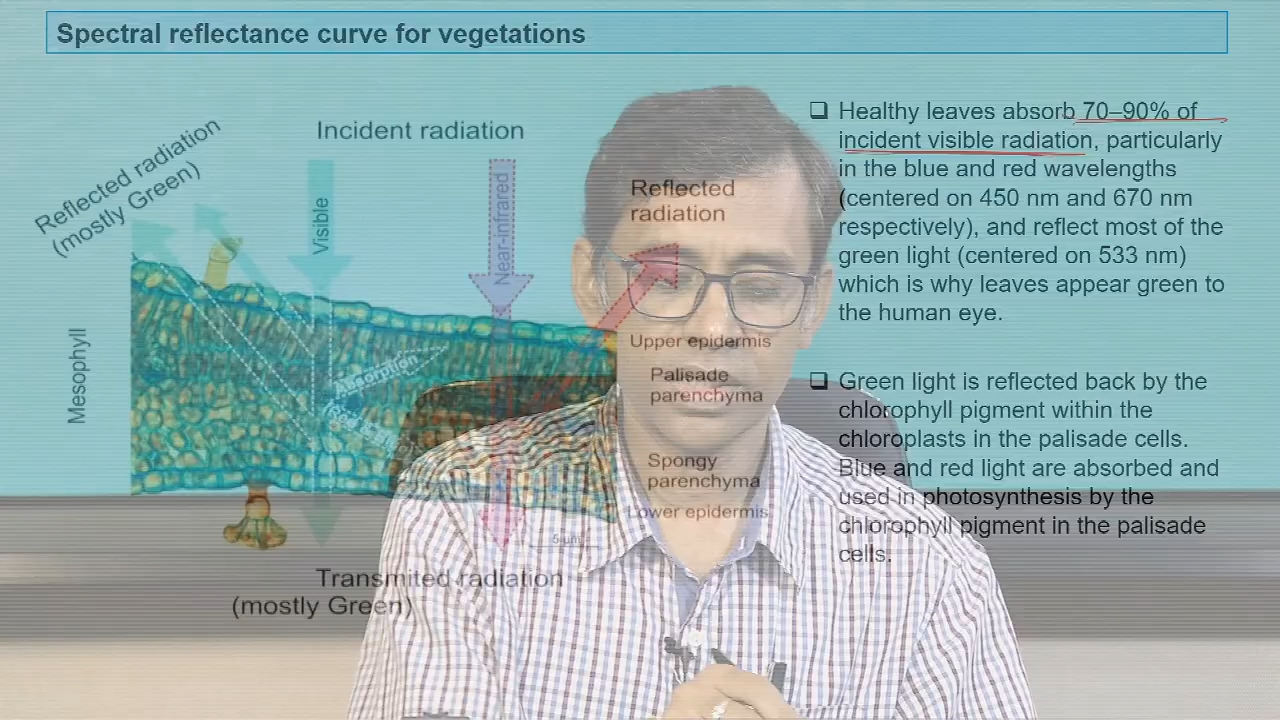 Spectral reflectance curve for vegetations
Incident radiation
Reflected radiation
(mostly Green)
Visible
Near-infrared
Reflected
radiation
Mesophyll
Absorption
Upper epidermis
Palisade
parenchyma
Spongy
parenchyma
Lower epidermis
5 µm
Transmited radiation
(mostly Green)
❑ Healthy leaves absorb 70–90% of
incident visible radiation, particularly
in the blue and red wavelengths
(centered on 450 nm and 670 nm
respectively), and reflect most of the
green light (centered on 533 nm)
which is why leaves appear green to
the human eye.
❑ Green light is reflected back by the
chlorophyll pigment within the
chloroplasts in the palisade cells.
Blue and red light are absorbed and
used in photosynthesis by the
chlorophyll pigment in the palisade
cells.